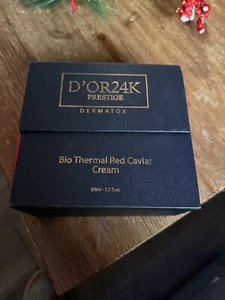 D'OR24K
PRESTIGE
DERMATOX
Bio Thermal Red Caviar
Cream
50ml - 1.7 fl.oz